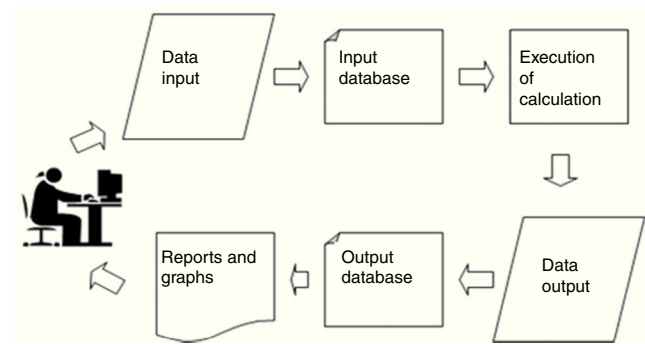 Data
input
Input
database
Execution
of
calculation
Reports and
graphs
Output
database
Data
output